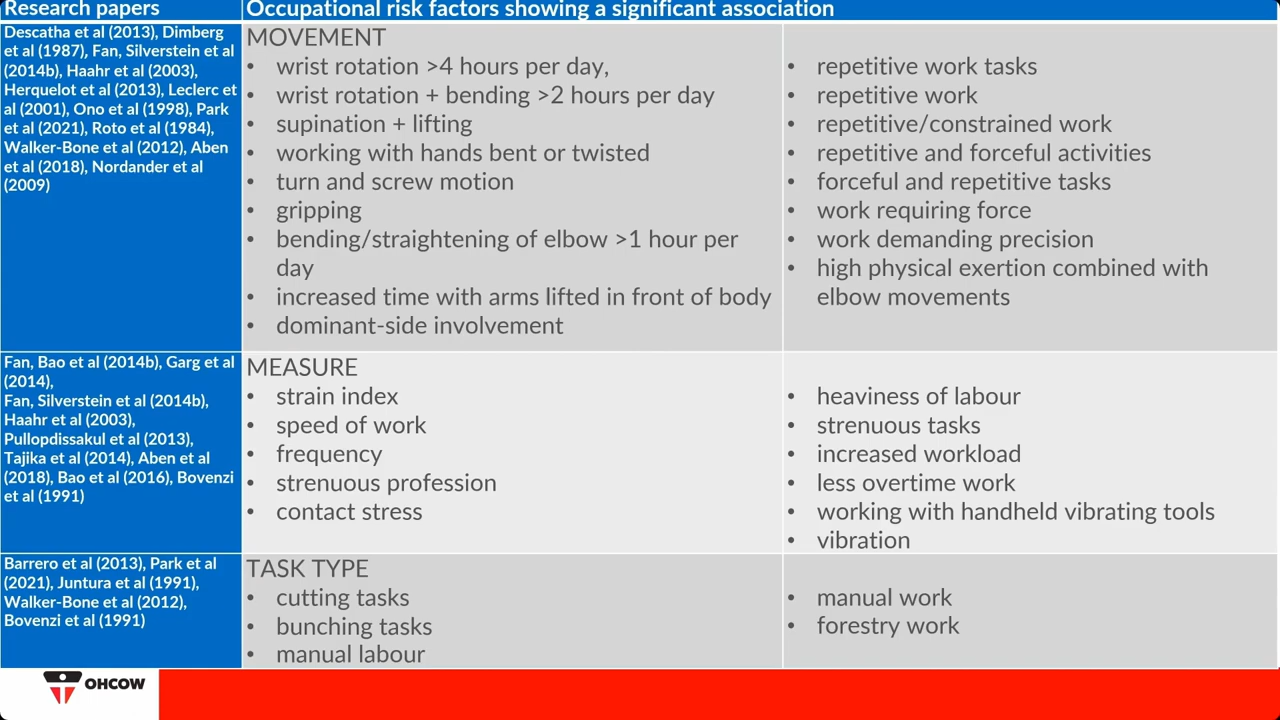 Research papers
Occupational risk factors showing a significant association
Descatha et al (2013), Dimberg
et al (1987), Fan, Silverstein et al
(2014b), Haahr et al (2003),
Herquelot et al (2013), Leclerc et
al (2001), Ono et al (1998), Park
et al (2021), Roto et al (1984),
Walker-Bone et al (2012), Aben
et al (2018), Nordander et al
(2009)
MOVEMENT
• wrist rotation >4 hours per day,
• wrist rotation + bending >2 hours per day
• supination + lifting
• working with hands bent or twisted
• turn and screw motion
• gripping
• bending/straightening of elbow >1 hour per
day
• increased time with arms lifted in front of body
• dominant-side involvement
• repetitive work tasks
• repetitive work
• repetitive/constrained work
• repetitive and forceful activities
• forceful and repetitive tasks
• work requiring force
• work demanding precision
• high physical exertion combined with
elbow movements
Fan, Bao et al (2014b), Garg et al
(2014),
Fan, Silverstein et al (2014b),
Haahr et al (2003),
Pullopdissakul et al (2013),
Tajika et al (2014), Aben et al
(2018), Bao et al (2016), Bovenzi
et al (1991)
MEASURE
• strain index
• speed of work
• frequency
• strenuous profession
• contact stress
• heaviness of labour
• strenuous tasks
• increased workload
• less overtime work
• working with handheld vibrating tools
• vibration
Barrero et al (2013), Park et al
(2021), Juntura et al (1991),
Walker-Bone et al (2012),
Bovenzi et al (1991)
TASK TYPE
• cutting tasks
• bunching tasks
• manual labour
• manual work
• forestry work
OHCOW